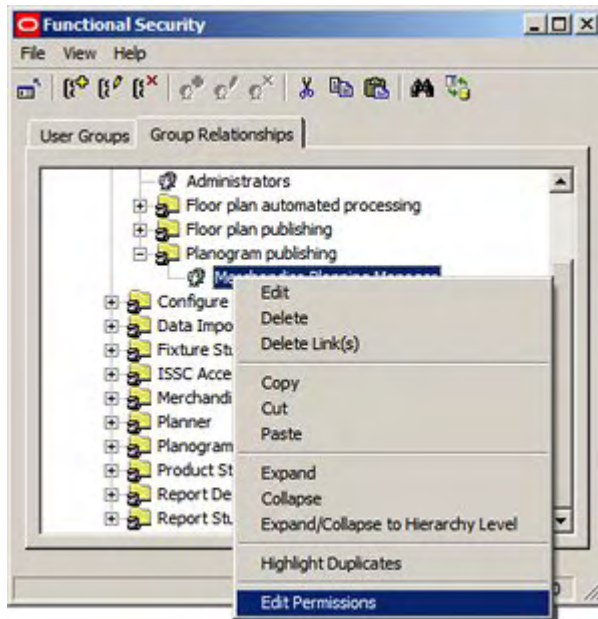 Functional Security
File View Help
User Groups Group Relationships
Administrators
Floor plan automated processing
Floor plan publishing
Planogram publishing
Configure
Data Impo
Fixture Stu
ISSC Acce
Merchandi
Planner
Planogram
Product St
Report De
Report Stu
Edit
Delete
Delete Link(s)
Copy
Cut
Paste
Expand
Collapse
Expand/Collapse to Hierarchy Level
Highlight Duplicates
Edit Permissions